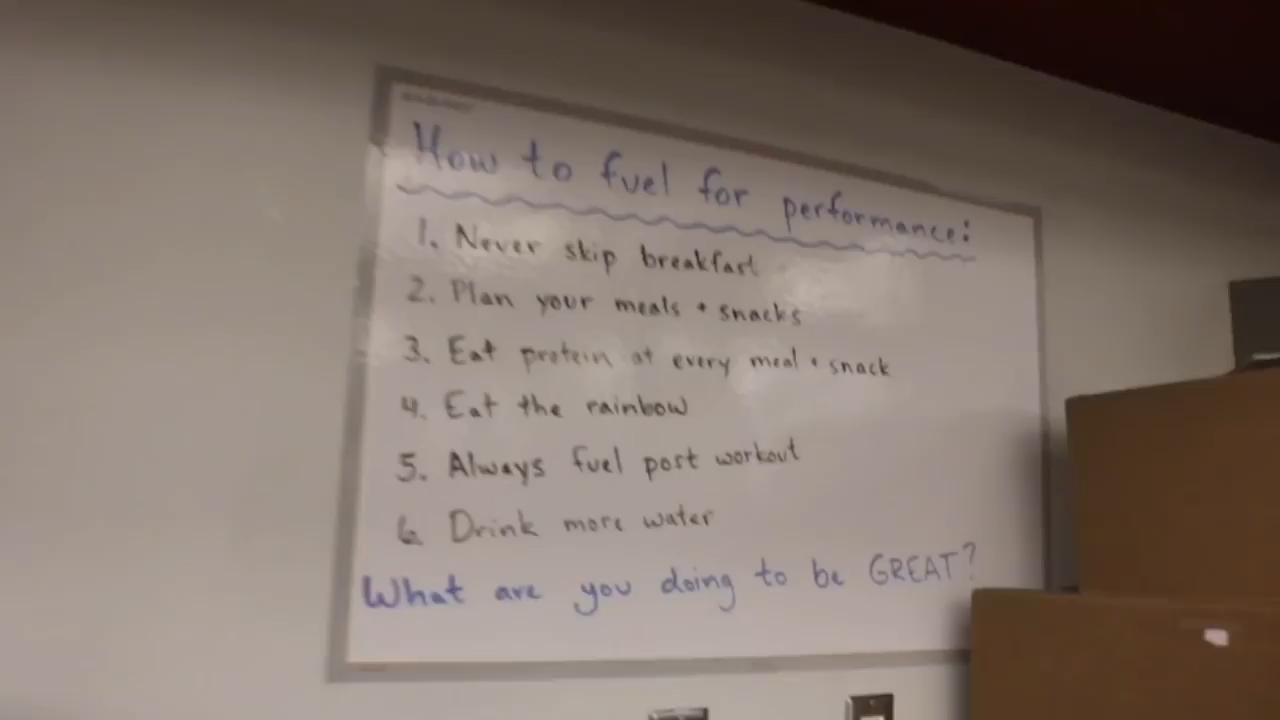 How to fuel for performance:
1. Never skip breakfast
2. Plan your meals + snacks
3. Eat protein at every meal + snack
4. Eat the rainbow
5. Always fuel post workout
6. Drink more water
What are you doing to be GREAT?